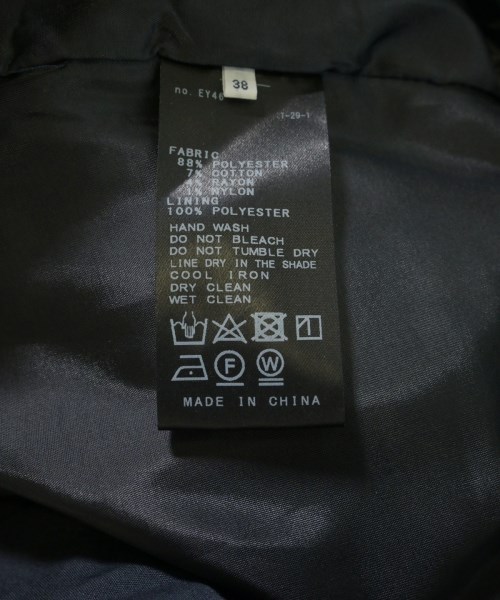 38
no. EY46
1-29-1
FABRIC
88% POLYESTER
7% COTTON
4% RAYON
1% NYLON
LINING
100% POLYESTER
HAND WASH
DO NOT BLEACH
DO NOT TUMBLE DRY
LINE DRY IN THE SHADE
COOL IRON
DRY CLEAN
WET CLEAN
F W
MADE IN CHINA